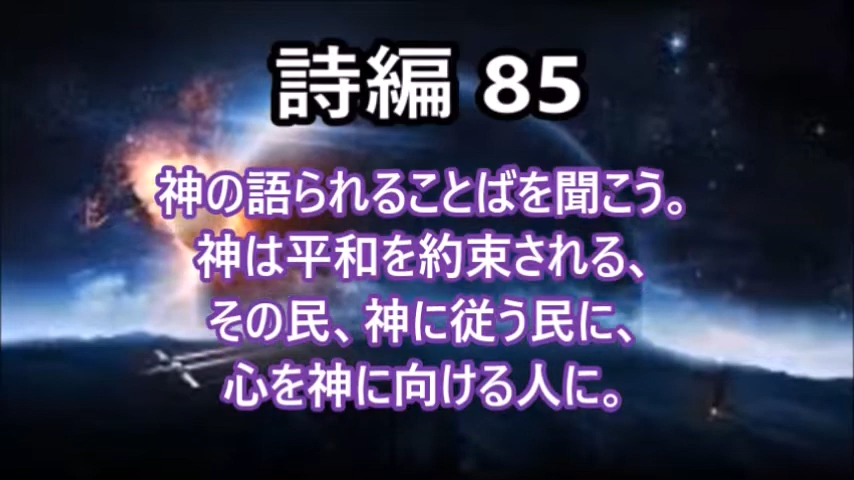 詩編 85
神の語られることばを聞こう。
神は平和を約束される、
その民、神に従う民に、
心を神に向ける人に。